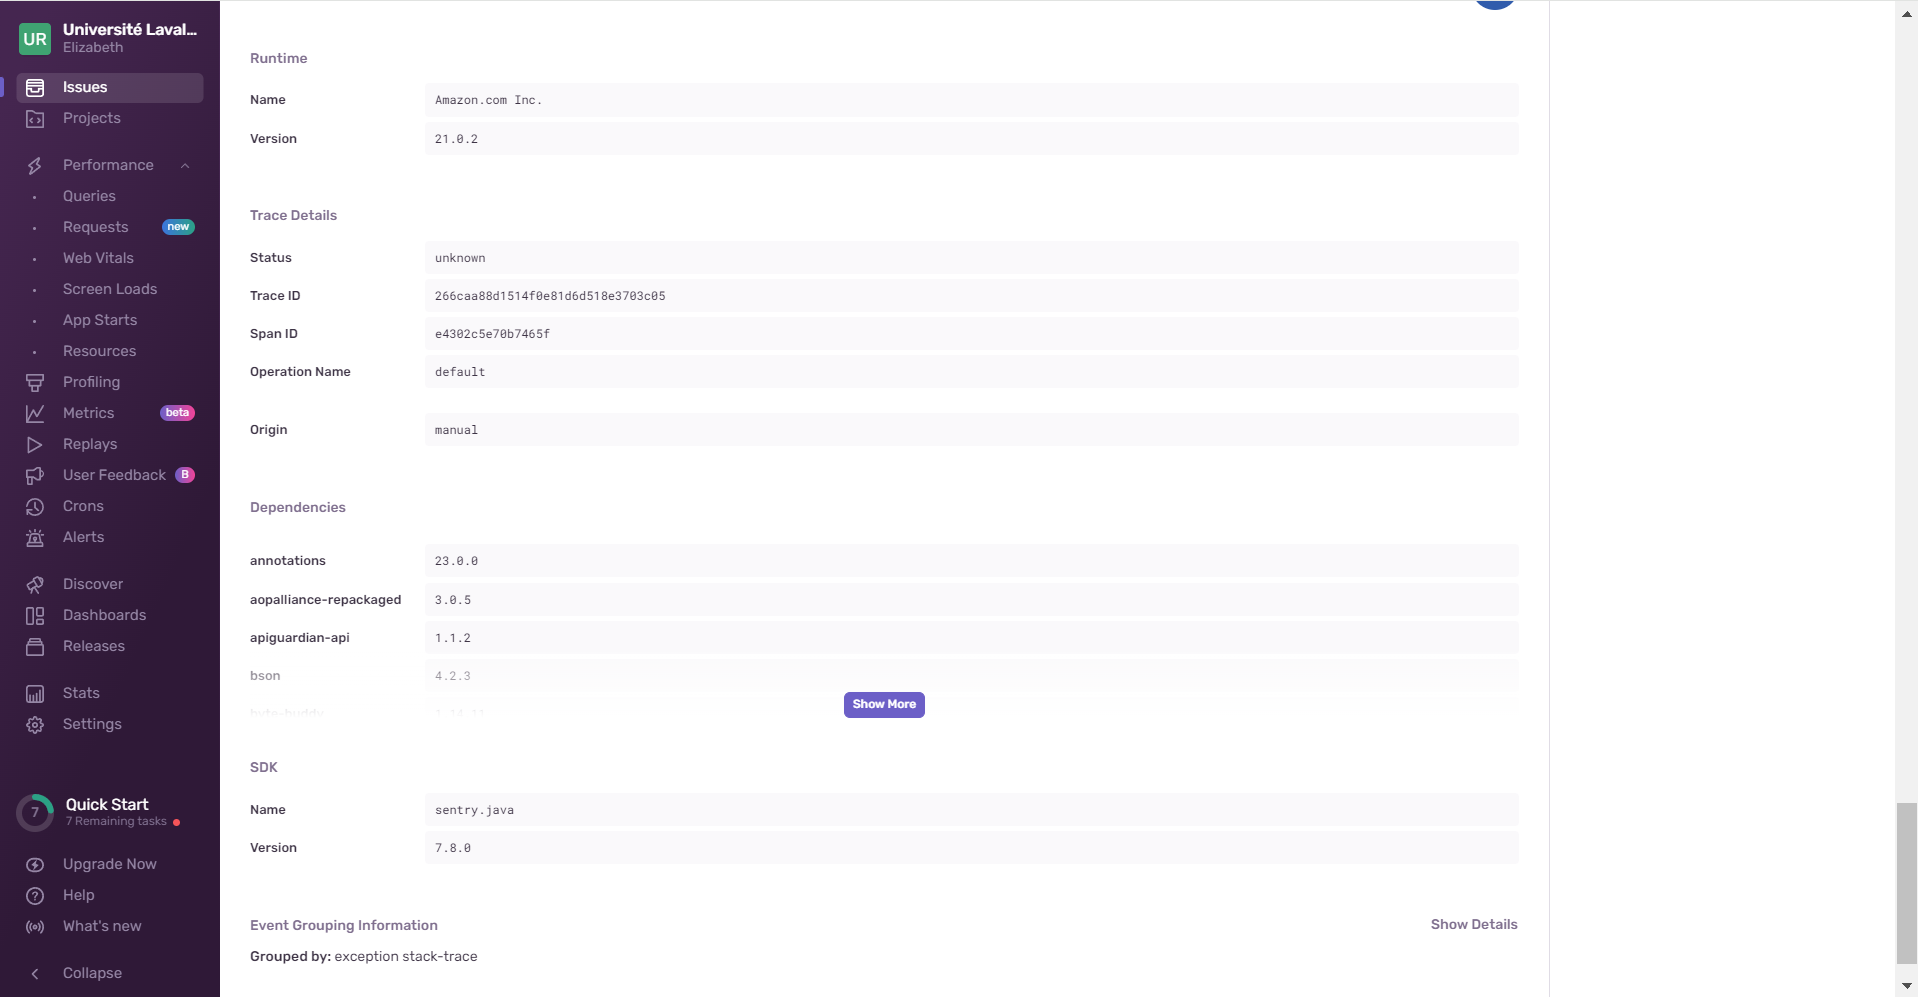 UR
Université Laval...
Elizabeth
Issues
Projects
Performance
Queries
Requests new
Web Vitals
Screen Loads
App Starts
Resources
Profiling
Metrics beta
Replays
User Feedback B
Crons
Alerts
Discover
Dashboards
Releases
Stats
Settings
7
Quick Start
7 Remaining tasks
Upgrade Now
Help
What's new
Collapse
Runtime
Name Amazon.com Inc.
Version 21.0.2
Trace Details
Status unknown
Trace ID 266caa88d1514f0e81d6d518e3703c05
Span ID e4302c5e70b7465f
Operation Name default
Origin manual
Dependencies
annotations 23.0.0
aopalliance-repackaged 3.0.5
apiguardian-api 1.1.2
bson 4.2.3
byte-buddy
Show More
SDK
Name sentry.java
Version 7.8.0
Event Grouping Information Show Details
Grouped by: exception stack-trace